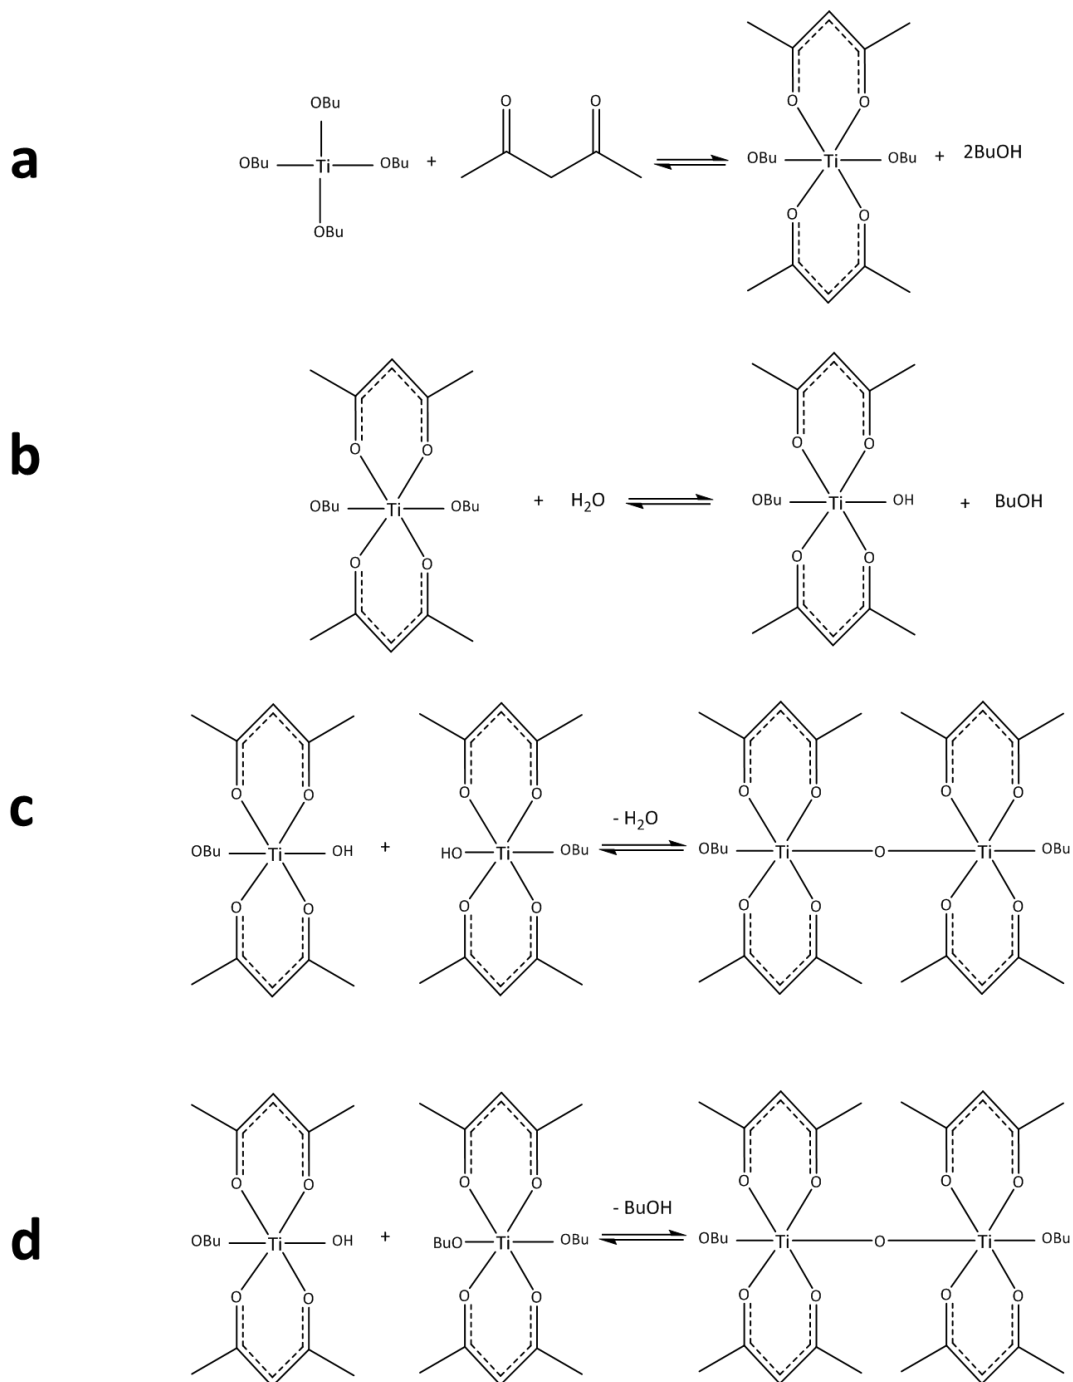 a
OBu
OBu Ti OBu + O O OBu Ti OBu + 2BuOH
OBu
O O
O O
b
O O O O
OBu Ti OBu + H2O OBu Ti OH + BuOH
O O O O
c
O O O O O O O O
OBu Ti OH + HO Ti OBu - H2O OBu Ti O Ti OBu
O O O O O O O O
d
O O O O O O O O
OBu Ti OH + BuO Ti OBu - BuOH OBu Ti O Ti OBu
O O O O O O O O